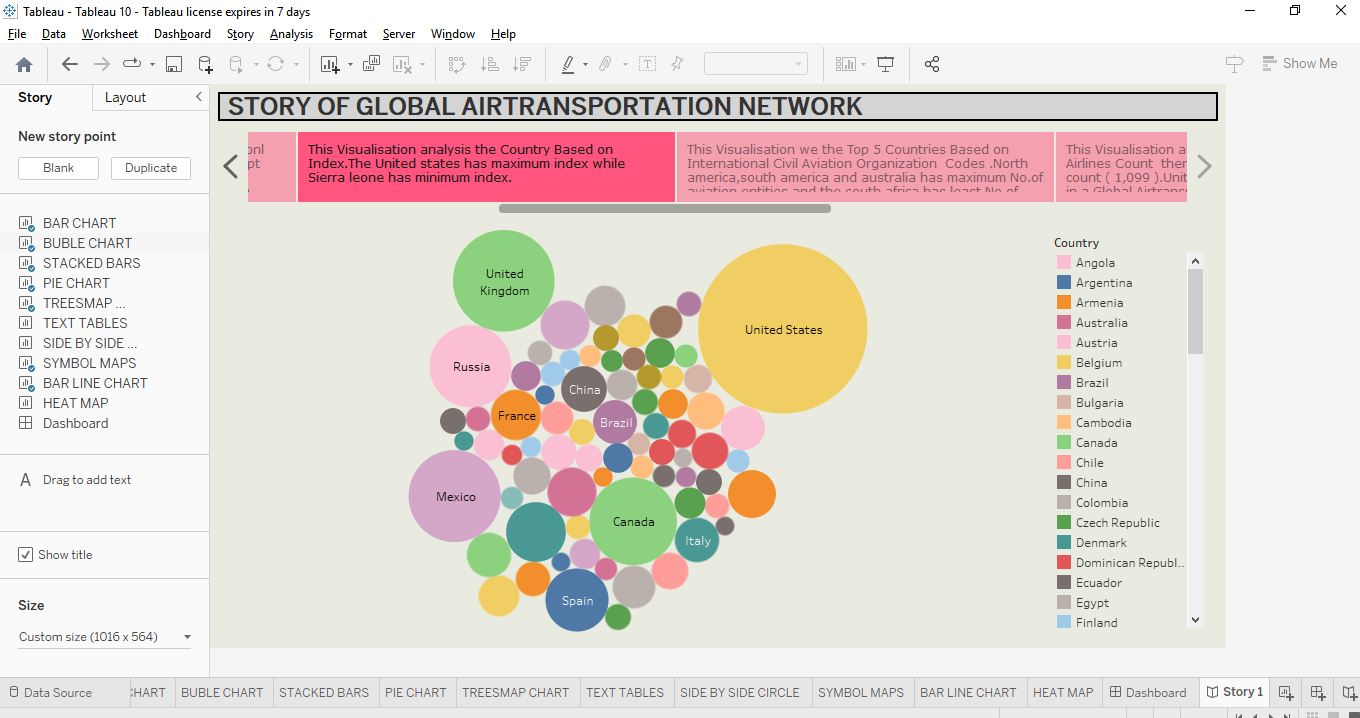 Tableau - Tableau 10 - Tableau license expires in 7 days
File Data Worksheet Dashboard Story Analysis Format Server Window Help
Show Me
Story Layout
New story point
Blank Duplicate
BAR CHART
BUBLE CHART
STACKED BARS
PIE CHART
TREESMAP ...
TEXT TABLES
SIDE BY SIDE ...
SYMBOL MAPS
BAR LINE CHART
HEAT MAP
Dashboard
Drag to add text
Show title
Size
Custom size (1016 x 564)
STORY OF GLOBAL AIRTRANSPORTATION NETWORK
This Visualisation analysis the Country Based on
Index.The United states has maximum index while
Sierra leone has minimum index.
This Visualisation we the Top 5 Countries Based on
International Civil Aviation Organization Codes .North
america,south america and australia has maximum No.of
aviation entities and the south africa has least No of
This Visualisation a
Airlines Count ther
count ( 1,099 ).Unit
in a Global Airtrans
United
Kingdom
United States
Russia
China
France
Brazil
Mexico
Canada
Italy
Spain
Country
Angola
Argentina
Armenia
Australia
Austria
Belgium
Brazil
Bulgaria
Cambodia
Canada
Chile
China
Colombia
Czech Republic
Denmark
Dominican Republ..
Ecuador
Egypt
Finland
Data Source CHART BUBLE CHART STACKED BARS PIE CHART TREESMAP CHART TEXT TABLES SIDE BY SIDE CIRCLE SYMBOL MAPS BAR LINE CHART HEAT MAP Dashboard Story 1